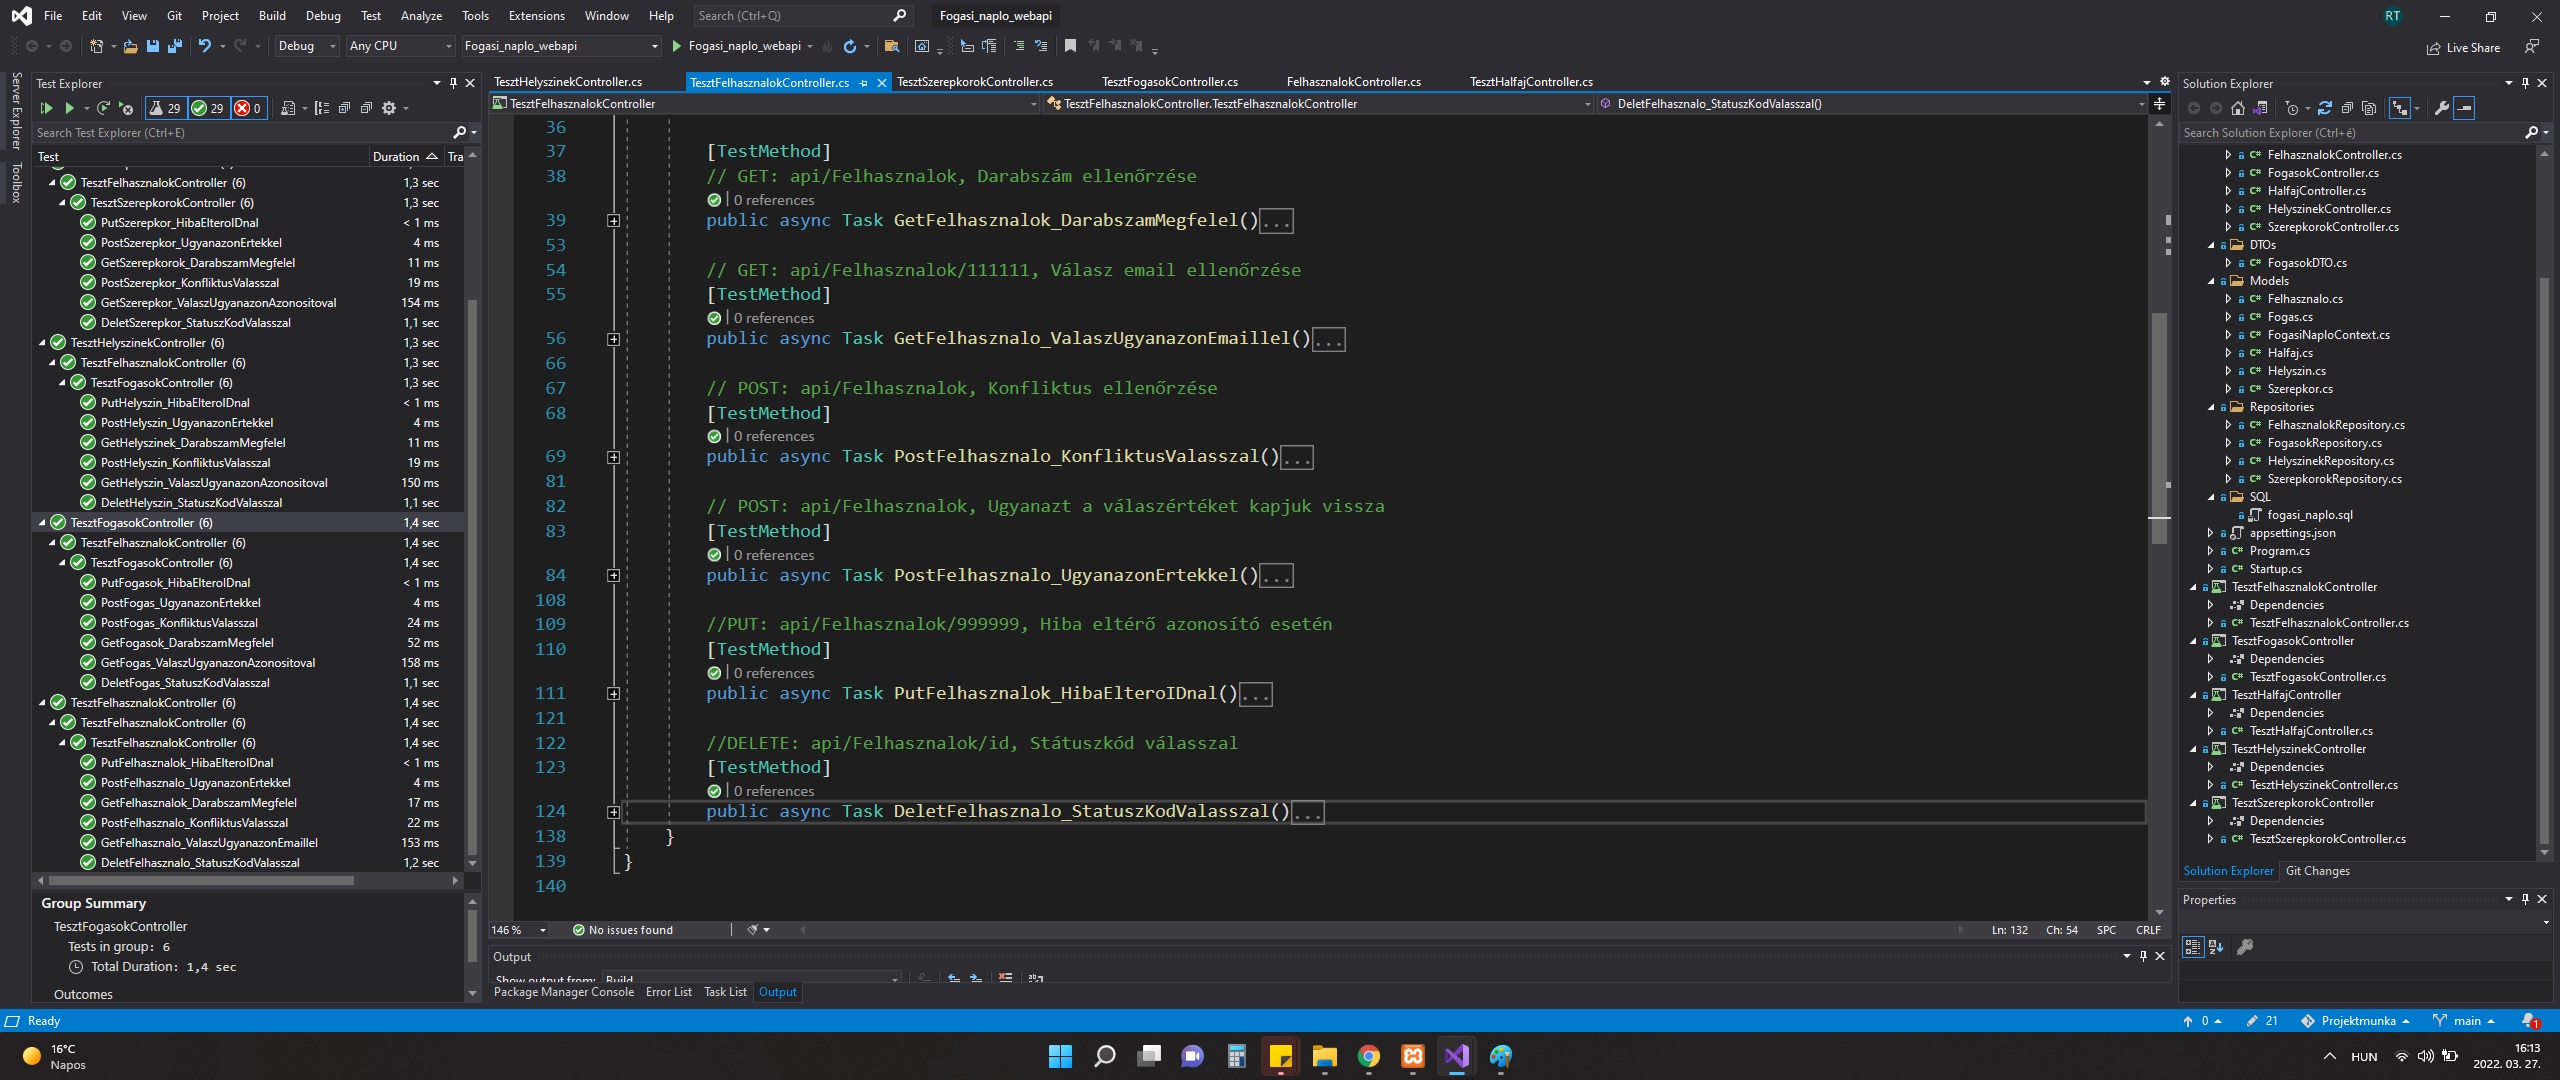 File Edit View Git Project Build Debug Test Analyze Tools Extensions Window Help Search (Ctrl+Q) Fogasi_naplo_webapi RT
Debug Any CPU Fogasi_naplo_webapi Fogasi_naplo_webapi Live Share
Server Explorer
Toolbox
Test Explorer
29 29 0
Search Test Explorer (Ctrl+E)
Test Duration Tra
TesztFelhasznalokController (6) 1,3 sec
TesztSzerepkorokController (6) 1,3 sec
PutSzerepkor_HibaElteroIDnal < 1 ms
PostSzerepkor_UgyanazonErtekkel 4 ms
GetSzerepkorok_DarabszamMegfelel 11 ms
PostSzerepkor_KonfliktusValasszal 19 ms
GetSzerepkor_ValaszUgyanazonAzonositoval 154 ms
DeletSzerepkor_StatuszKodValasszal 1,1 sec
TesztHelyszinekController (6) 1,3 sec
TesztFelhasznalokController (6) 1,3 sec
TesztFogasokController (6) 1,3 sec
PutHelyszin_HibaElteroIDnal < 1 ms
PostHelyszin_UgyanazonErtekkel 4 ms
GetHelyszinek_DarabszamMegfelel 11 ms
PostHelyszin_KonfliktusValasszal 19 ms
GetHelyszin_ValaszUgyanazonAzonositoval 150 ms
DeletHelyszin_StatuszKodValasszal 1,1 sec
TesztFogasokController (6) 1,4 sec
TesztFelhasznalokController (6) 1,4 sec
TesztFogasokController (6) 1,4 sec
PutFogasok_HibaElteroIDnal < 1 ms
PostFogas_UgyanazonErtekkel 4 ms
PostFogas_KonfliktusValasszal 24 ms
GetFogasok_DarabszamMegfelel 52 ms
GetFogas_ValaszUgyanazonAzonositoval 158 ms
DeletFogas_StatuszKodValasszal 1,1 sec
TesztFelhasznalokController (6) 1,4 sec
TesztFelhasznalokController (6) 1,4 sec
TesztFelhasznalokController (6) 1,4 sec
PutFelhasznalok_HibaElteroIDnal < 1 ms
PostFelhasznalo_UgyanazonErtekkel 4 ms
GetFelhasznalok_DarabszamMegfelel 17 ms
PostFelhasznalo_KonfliktusValasszal 22 ms
GetFelhasznalo_ValaszUgyanazonEmaillel 153 ms
DeletFelhasznalo_StatuszKodValasszal 1,2 sec
Group Summary
TesztFogasokController
Tests in group: 6
Total Duration: 1,4 sec
Outcomes
TesztHelyszinekController.cs TesztFelhasznalokController.cs TesztSzerepkorokController.cs TesztFogasokController.cs FelhasznalokController.cs TesztHalfajController.cs
TesztFelhasznalokController TesztFelhasznalokController.TesztFelhasznalokController DeletFelhasznalo_StatuszKodValasszal()
36
37 [TestMethod]
38 // GET: api/Felhasznalok, Darabszám ellenőrzése
0 references
39 public async Task GetFelhasznalok_DarabszamMegfelel()...
53
54 // GET: api/Felhasznalok/111111, Válasz email ellenőrzése
55 [TestMethod]
0 references
56 public async Task GetFelhasznalo_ValaszUgyanazonEmaillel()...
66
67 // POST: api/Felhasznalok, Konfliktus ellenőrzése
68 [TestMethod]
0 references
69 public async Task PostFelhasznalo_KonfliktusValasszal()...
81
82 // POST: api/Felhasznalok, Ugyanazt a válaszértéket kapjuk vissza
83 [TestMethod]
0 references
84 public async Task PostFelhasznalo_UgyanazonErtekkel()...
108
109 //PUT: api/Felhasznalok/999999, Hiba eltérő azonosító esetén
110 [TestMethod]
0 references
111 public async Task PutFelhasznalok_HibaElteroIDnal()...
121
122 //DELETE: api/Felhasznalok/id, Státuszkód válasszal
123 [TestMethod]
0 references
124 public async Task DeletFelhasznalo_StatuszKodValasszal()...
138 }
139 }
140
146 % No issues found Ln: 132 Ch: 54 SPC CRLF
Output
Show output from: Build
Package Manager Console Error List Task List Output
Solution Explorer
Search Solution Explorer (Ctrl+é)
FelhasznalokController.cs
FogasokController.cs
HalfajController.cs
HelyszinekController.cs
SzerepkorokController.cs
DTOs
FogasokDTO.cs
Models
Felhasznalo.cs
Fogas.cs
FogasiNaploContext.cs
Halfaj.cs
Helyszin.cs
Szerepkor.cs
Repositories
FelhasznalokRepository.cs
FogasokRepository.cs
HelyszinekRepository.cs
SzerepkorokRepository.cs
SQL
fogasi_naplo.sql
appsettings.json
Program.cs
Startup.cs
TesztFelhasznalokController
Dependencies
TesztFelhasznalokController.cs
TesztFogasokController
Dependencies
TesztFogasokController.cs
TesztHalfajController
Dependencies
TesztHalfajController.cs
TesztHelyszinekController
Dependencies
TesztHelyszinekController.cs
TesztSzerepkorokController
Dependencies
TesztSzerepkorokController.cs
Solution Explorer Git Changes
Properties
Ready 0 21 Projektmunka main 1
16°C
Napos
HUN
16:13
2022. 03. 27.